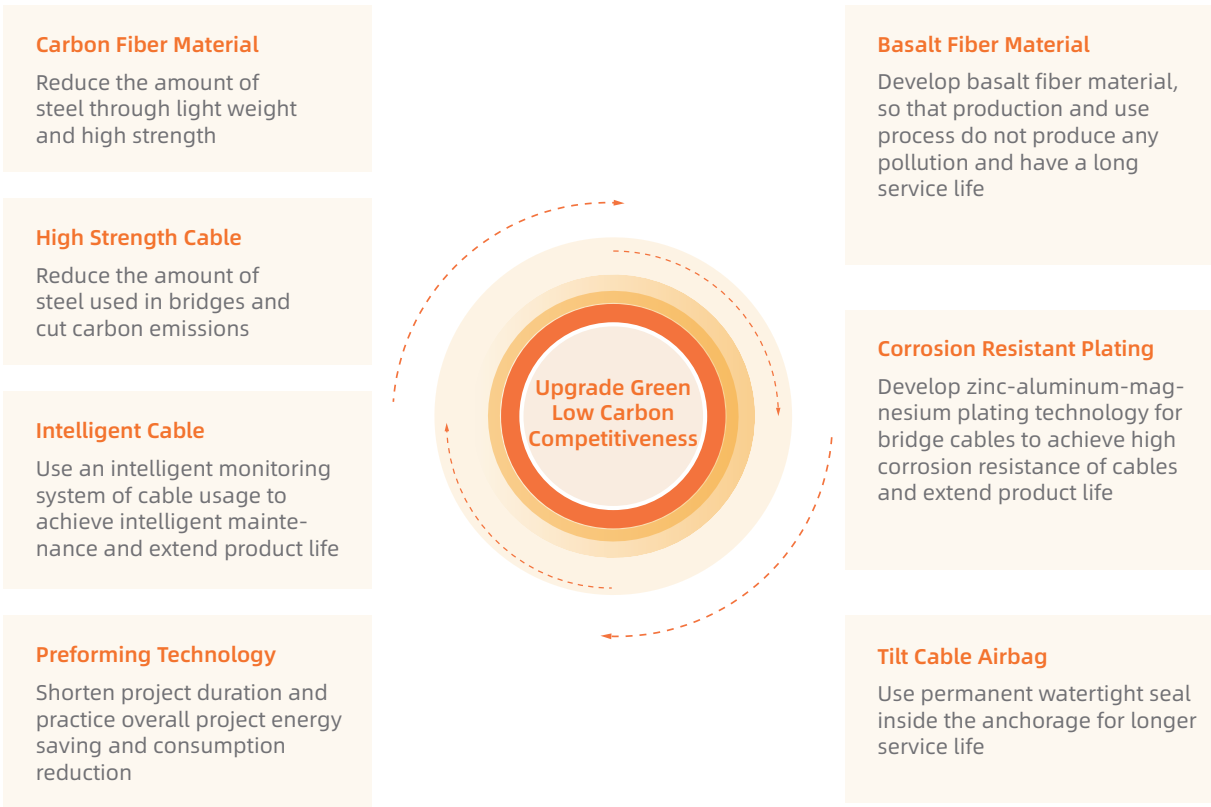 Carbon Fiber Material
Reduce the amount of
steel through light weight
and high strength
High Strength Cable
Reduce the amount of
steel used in bridges and
cut carbon emissions
Intelligent Cable
Use an intelligent monitoring
system of cable usage to
achieve intelligent mainte-
nance and extend product life
Preforming Technology
Shorten project duration and
practice overall project energy
saving and consumption
reduction
Upgrade Green
Low Carbon
Competitiveness
Basalt Fiber Material
Develop basalt fiber material,
so that production and use
process do not produce any
pollution and have a long
service life
Corrosion Resistant Plating
Develop zinc-aluminum-mag-
nesium plating technology for
bridge cables to achieve high
corrosion resistance of cables
and extend product life
Tilt Cable Airbag
Use permanent watertight seal
inside the anchorage for longer
service life